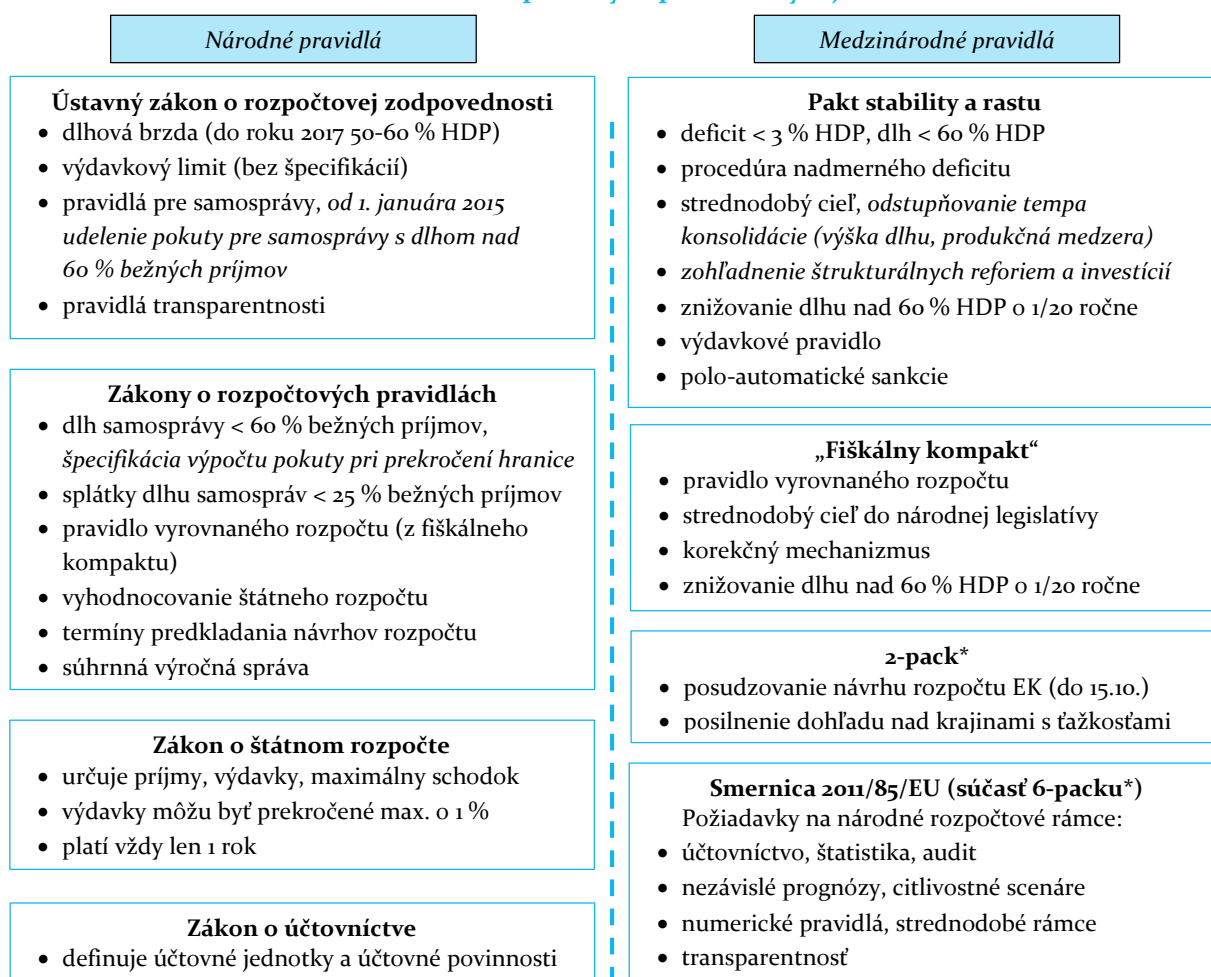 Národné pravidlá
Ústavný zákon o rozpočtovej zodpovednosti
• dlhová brzda (do roku 2017 50-60 % HDP)
• výdavkový limit (bez špecifikácií)
• pravidlá pre samosprávy, od 1. januára 2015
udelenie pokuty pre samosprávy s dlhom nad
60 % bežných príjmov
• pravidlá transparentnosti
Zákony o rozpočtových pravidlách
• dlh samosprávy < 60 % bežných príjmov,
špecifikácia výpočtu pokuty pri prekročení hranice
• splátky dlhu samospráv < 25 % bežných príjmov
• pravidlo vyrovnaného rozpočtu (z fiškálneho
kompaktu)
• vyhodnocovanie štátneho rozpočtu
• termíny predkladania návrhov rozpočtu
• súhrnná výročná správa
Zákon o štátnom rozpočte
• určuje príjmy, výdavky, maximálny schodok
• výdavky môžu byť prekročené max. o 1 %
• platí vždy len 1 rok
Zákon o účtovníctve
• definuje účtovné jednotky a účtovné povinnosti
Medzinárodné pravidlá
Pakt stability a rastu
• deficit < 3 % HDP, dlh < 60 % HDP
• procedúra nadmerného deficitu
• strednodobý cieľ, odstupňovanie tempa
konsolidácie (výška dlhu, produkčná medzera)
• zohľadnenie štrukturálnych reforiem a investícií
• znižovanie dlhu nad 60 % HDP o 1/20 ročne
• výdavkové pravidlo
• polo-automatické sankcie
„Fiškálny kompakt“
• pravidlo vyrovnaného rozpočtu
• strednodobý cieľ do národnej legislatívy
• korekčný mechanizmus
• znižovanie dlhu nad 60 % HDP o 1/20 ročne
2-pack*
• posudzovanie návrhu rozpočtu EK (do 15.10.)
• posilnenie dohľadu nad krajinami s ťažkosťami
Smernica 2011/85/EU (súčasť 6-packu*)
Požiadavky na národné rozpočtové rámce:
• účtovníctvo, štatistika, audit
• nezávislé prognózy, citlivostné scenáre
• numerické pravidlá, strednodobé rámce
• transparentnosť